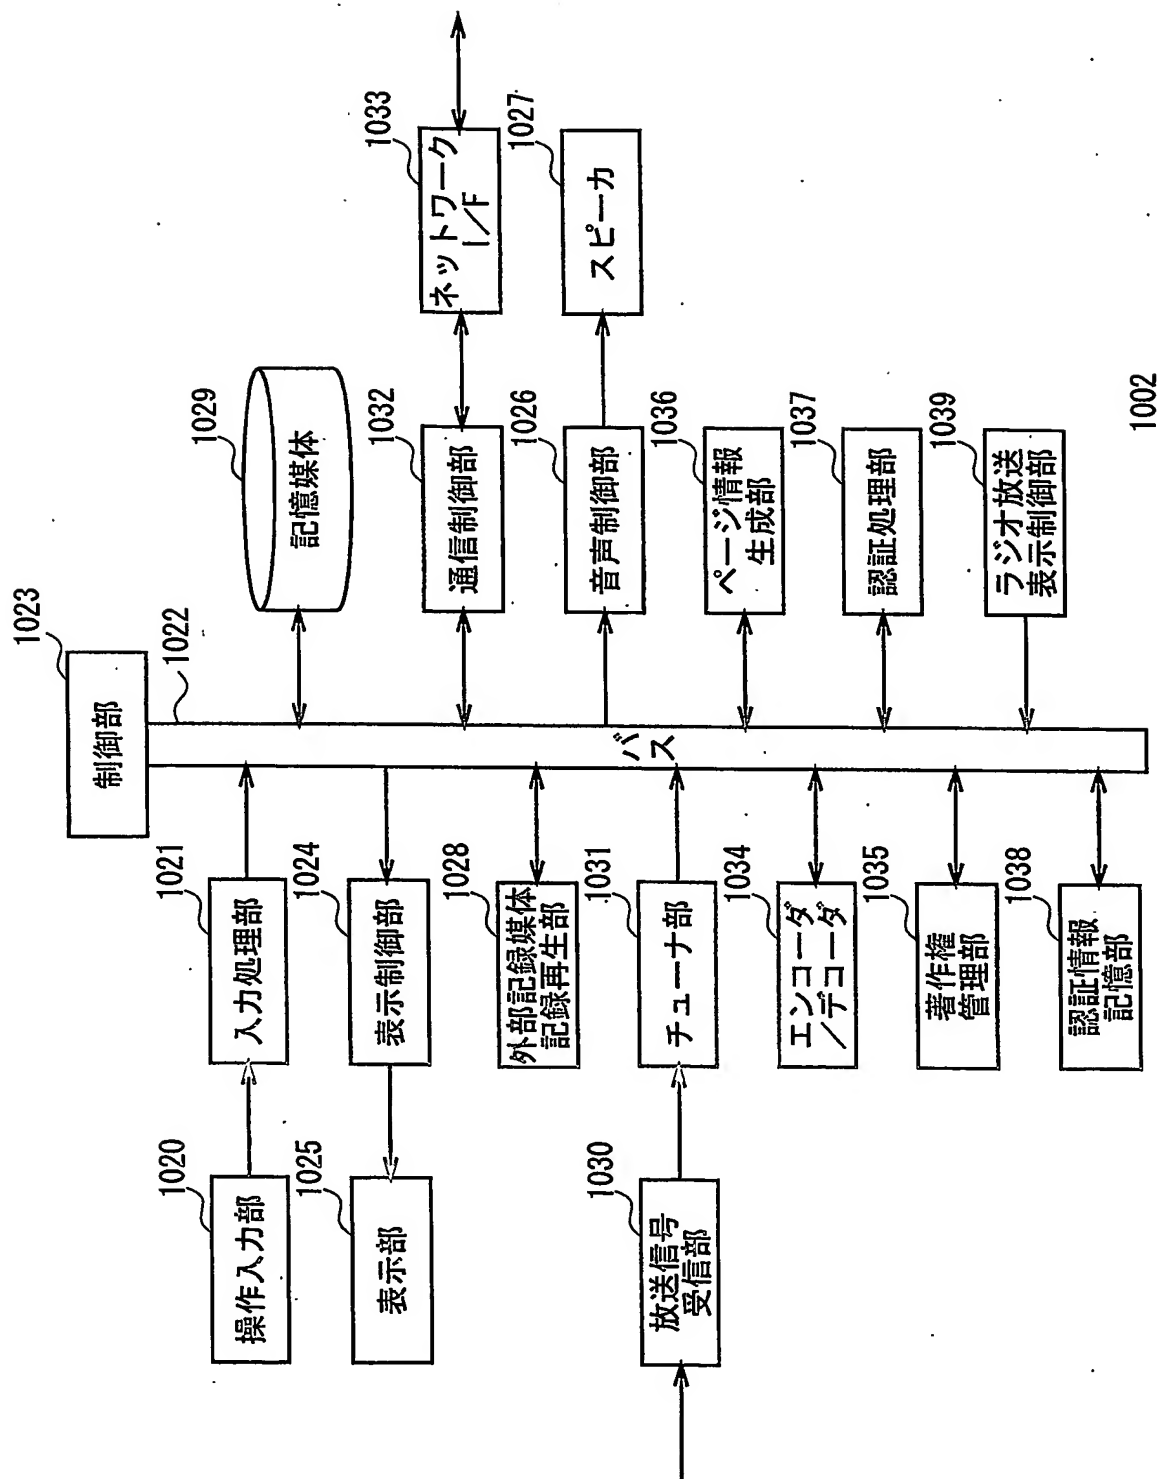 1023
制御部
1022
バス
1020
操作入力部
1021
入力処理部
1025
表示部
1024
表示制御部
1028
外部記録媒体
記録再生部
1030
放送信号
受信部
1031
チューナ部
1034
エンコーダ
/デコーダ
1035
著作権
管理部
1038
認証情報
記憶部
1029
記憶媒体
1032
通信制御部
1033
ネットワーク
I/F
1026
音声制御部
1027
スピーカ
1036
ページ情報
生成部
1037
認証処理部
1039
ラジオ放送
表示制御部
1002